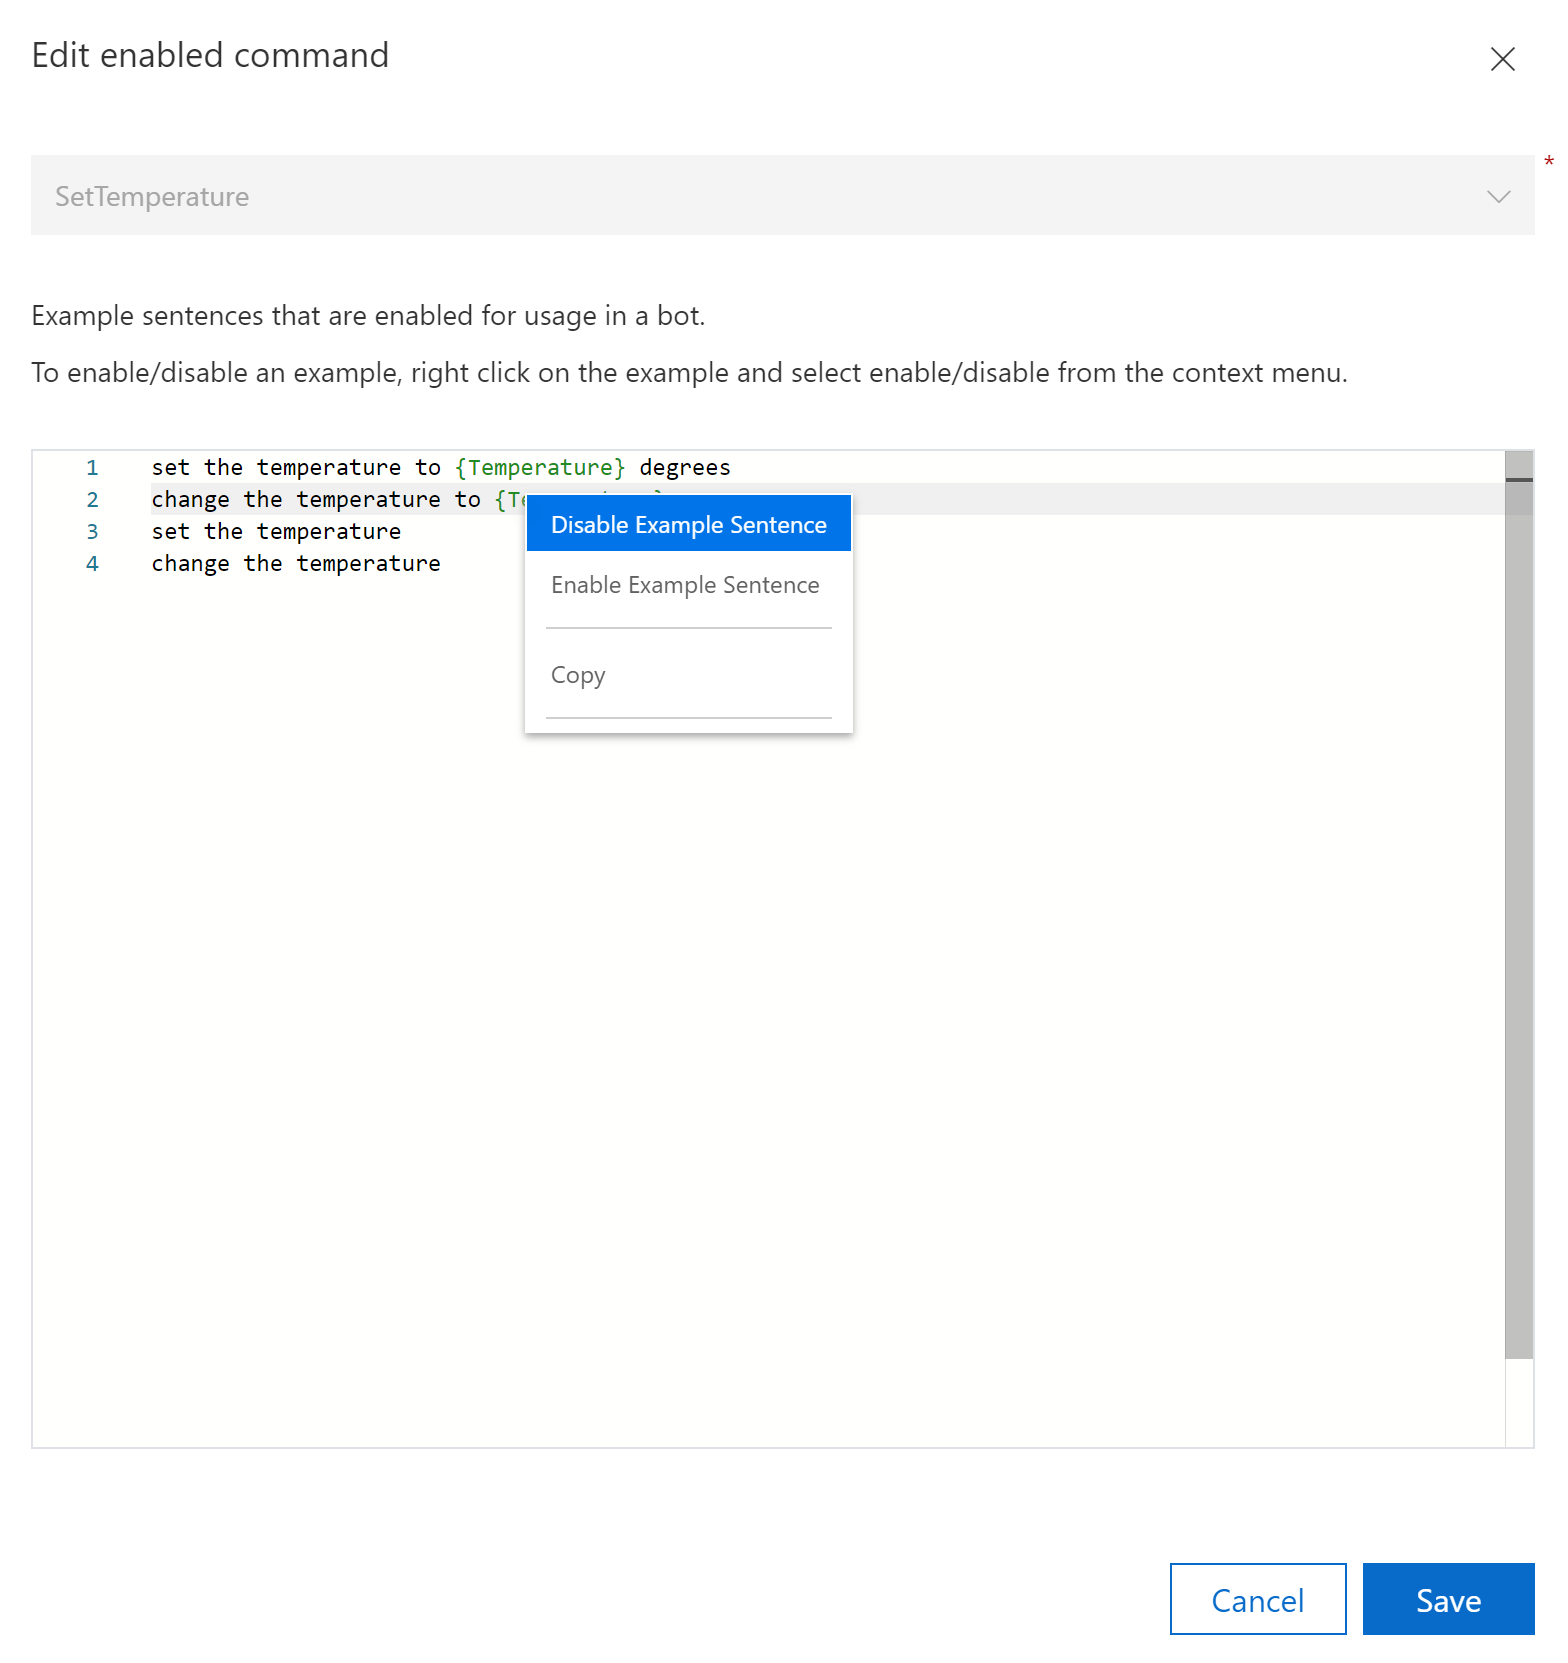 Edit enabled command
*
SetTemperature
Example sentences that are enabled for usage in a bot.
To enable/disable an example, right click on the example and select enable/disable from the context menu.
1 set the temperature to {Temperature} degrees
2 change the temperature to
3 set the temperature
4 change the temperature
Disable Example Sentence
Enable Example Sentence
Copy
Cancel
Save